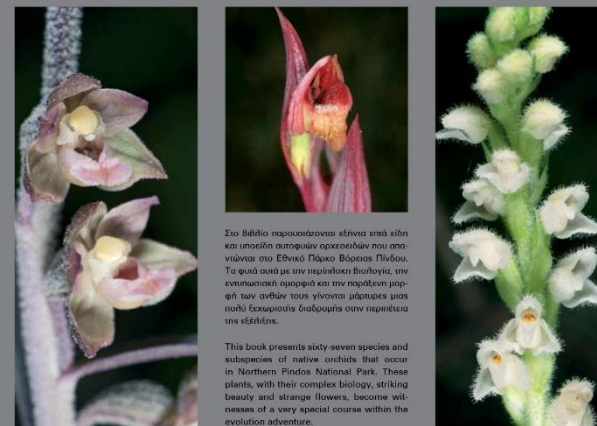 Στο βιβλίο παρουσιάζονται εξήντα επτά είδη
και υποείδη αυτοφυών ορχεοειδών που απα-
ντώνται στο Εθνικό Πάρκο Βόρειας Πίνδου.
Τα φυτά αυτά με την περίπλοκη βιολογία, την
εντυπωσιακή ομορφιά και την παράξενη μορ-
φή των ανθών τους γίνονται μάρτυρες μιας
πολύ ξεχωριστής διαδρομής στην περιπέτεια
της εξέλιξης.
This book presents sixty-seven species and
subspecies of native orchids that occur
in Northern Pindos National Park. These
plants, with their complex biology, striking
beauty and strange flowers, become wit-
nesses of a very special course within the
evolution adventure.